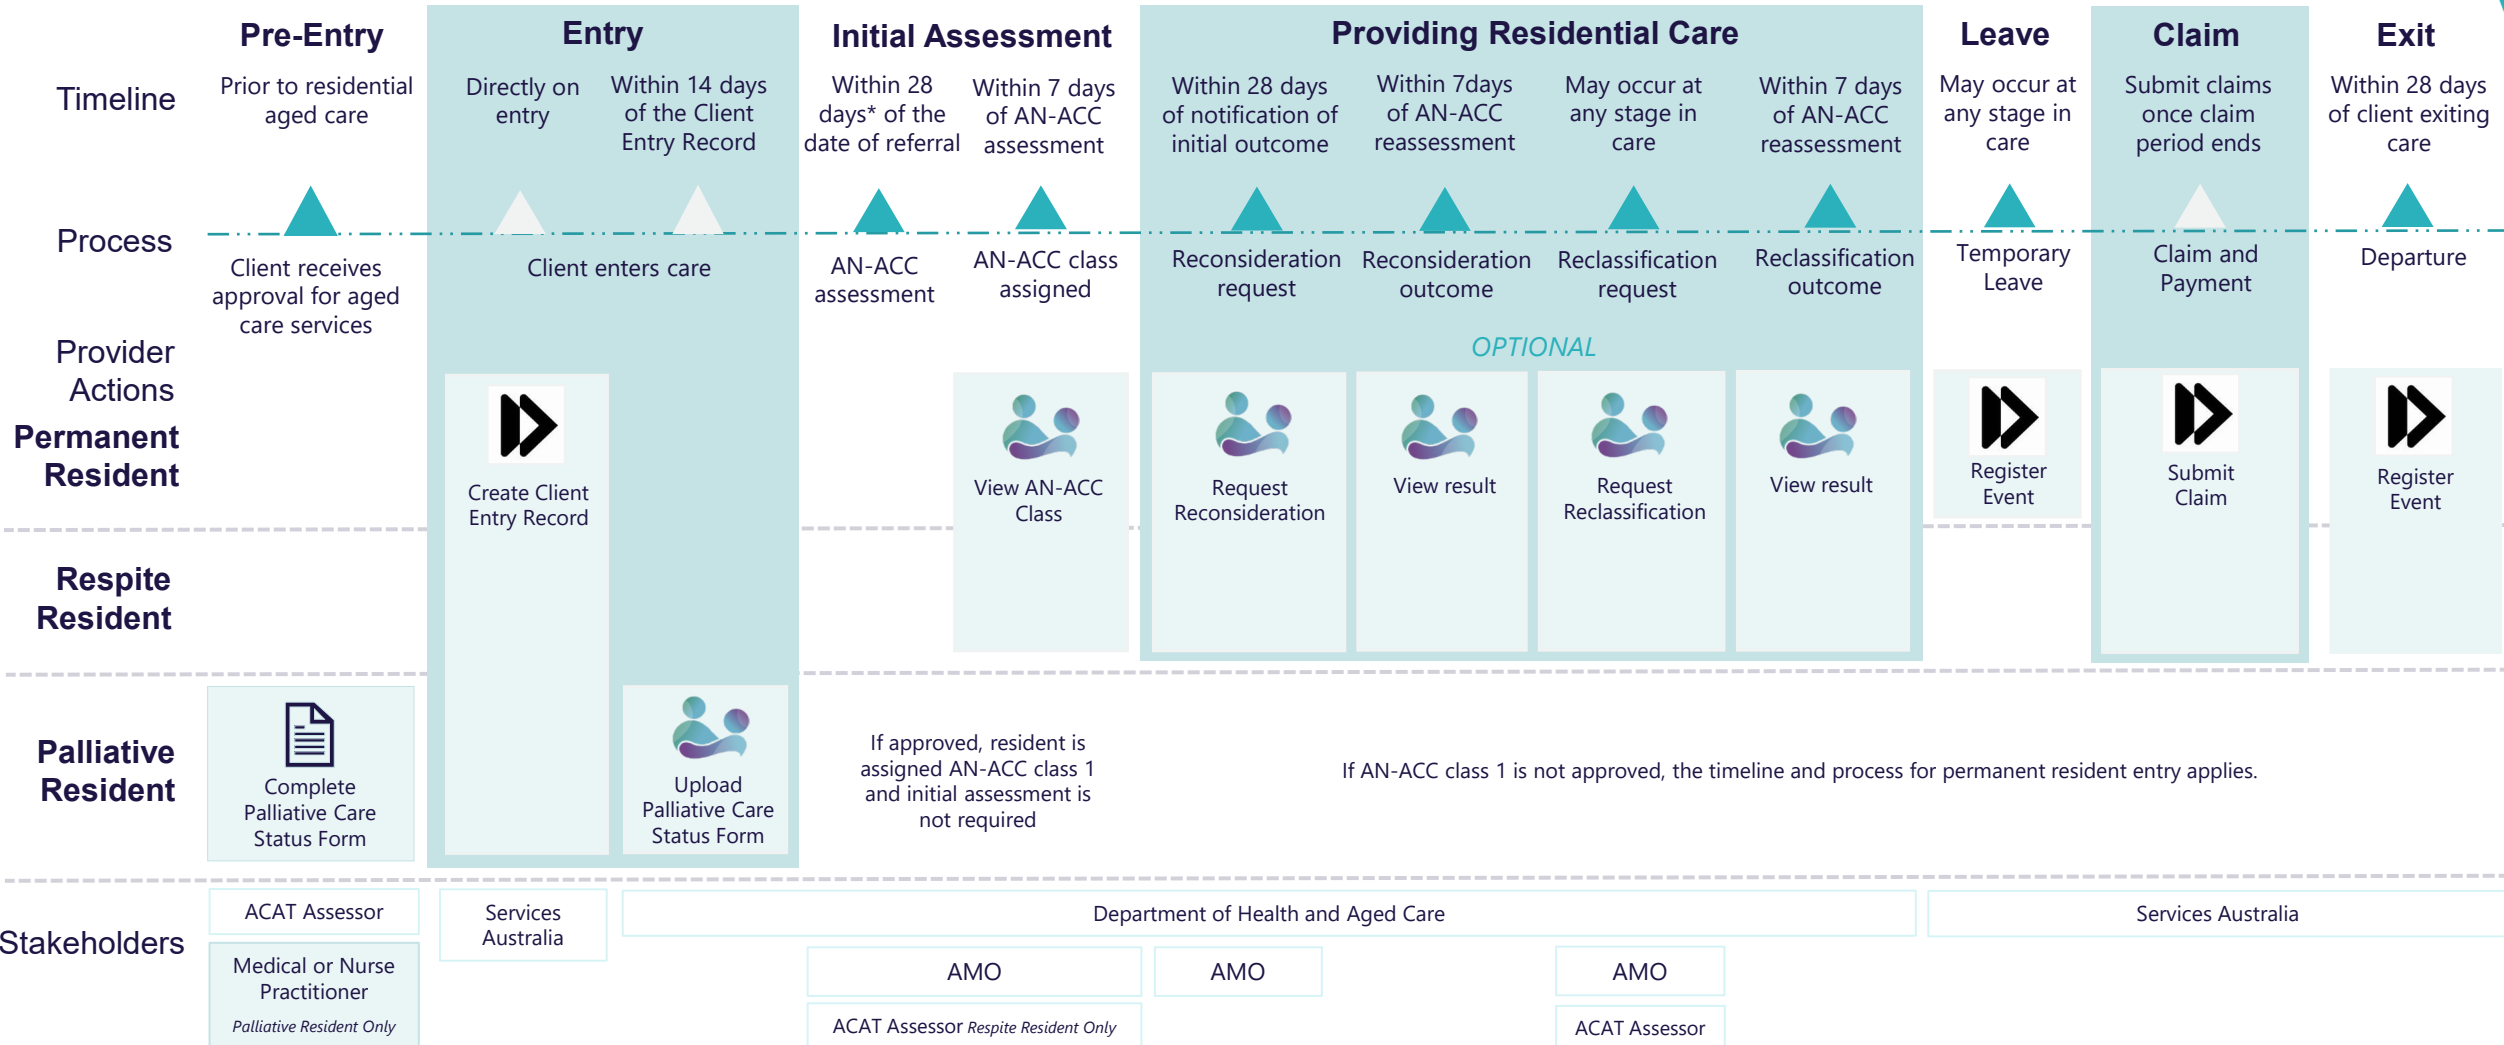 Pre-Entry
Entry
Initial Assessment
Providing Residential Care
Leave
Claim
Exit
Timeline
Prior to residential
aged care
Directly on
entry
Within 14 days
of the Client
Entry Record
Within 28
days* of the
date of referral
Within 7 days
of AN-ACC
assessment
Within 28 days
of notification of
initial outcome
Within 7days
of AN-ACC
reassessment
May occur at
any stage in
care
Within 7 days
of AN-ACC
reassessment
May occur at
any stage in
care
Submit claims
once claim
period ends
Within 28 days
of client exiting
care
Process
Client receives
approval for aged
care services
Client enters care
AN-ACC
assessment
AN-ACC class
assigned
Reconsideration
request
Reconsideration
outcome
Reclassification
request
Reclassification
outcome
Temporary
Leave
Claim and
Payment
Departure
Provider
Actions
OPTIONAL
Permanent
Resident
Create Client
Entry Record
View AN-ACC
Class
Request
Reconsideration
View result
Request
Reclassification
View result
Register
Event
Submit
Claim
Register
Event
Respite
Resident
Palliative
Resident
Complete
Palliative Care
Status Form
Upload
Palliative Care
Status Form
If approved, resident is
assigned AN-ACC class 1
and initial assessment is
not required
If AN-ACC class 1 is not approved, the timeline and process for permanent resident entry applies.
Stakeholders
ACAT Assessor
Services
Australia
Department of Health and Aged Care
Services Australia
Medical or Nurse
Practitioner
Palliative Resident Only
AMO
AMO
AMO
ACAT Assessor Respite Resident Only
ACAT Assessor